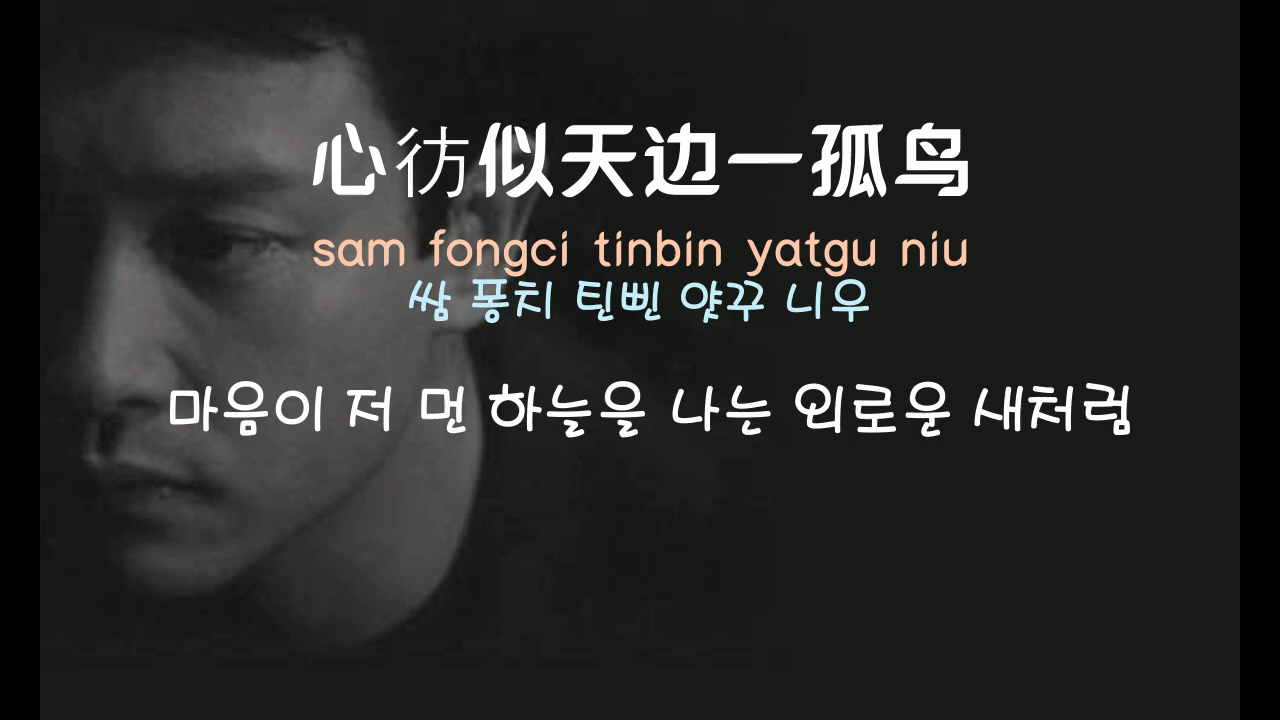 心彷似天边一孤鸟
sam fongci tinbin yatgu niu
쌈 퐁치 틴삔 얏꾸 니우
마음이 저 먼 하늘을 나는 외로운 새처럼